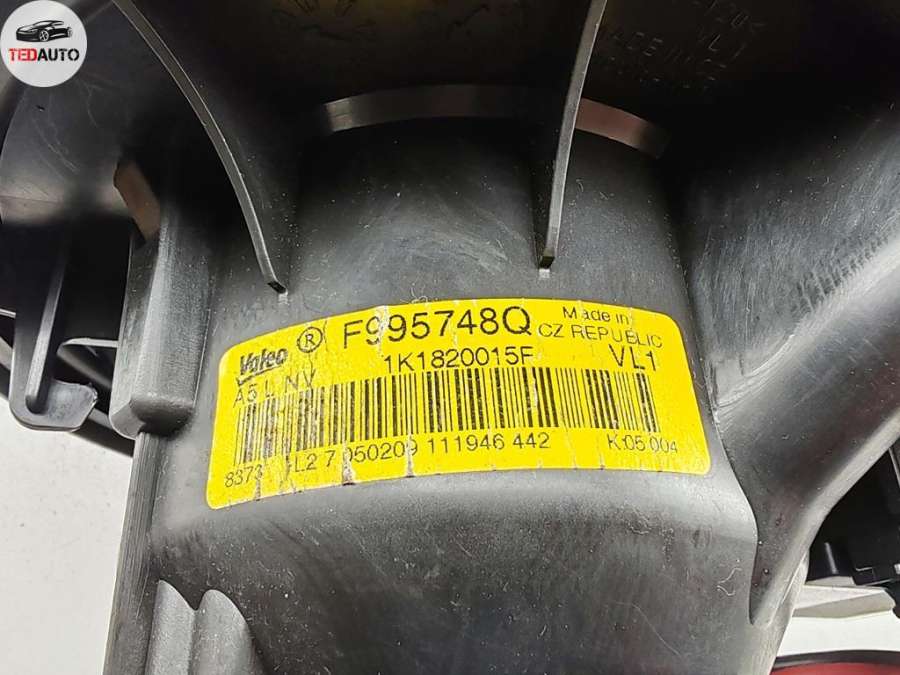 TEDAUTO
Valeo ® F995748Q Made in
CZ REPUBLIC
1K1820015F VL1
A5 L NV
8373 L2 7 050209 111946 442 K:05 004